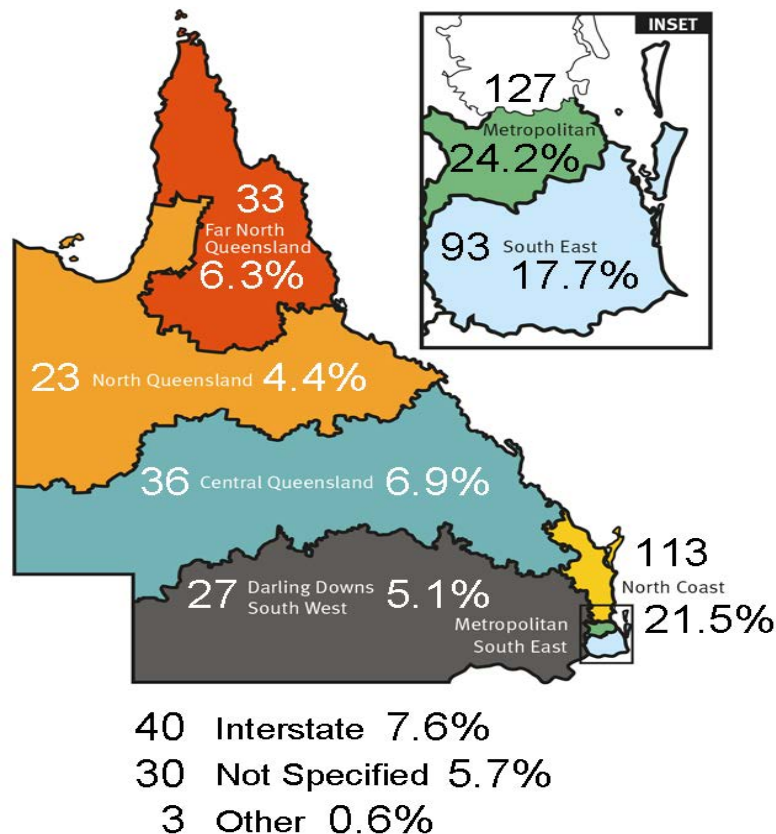 INSET
127
Metropolitan
24.2%
93 South East
17.7%
33
Far North
Queensland
6.3%
23 North Queensland 4.4%
36 Central Queensland 6.9%
27 Darling Downs
South West 5.1%
Metropolitan
South East
113
North Coast
21.5%
40 Interstate 7.6%
30 Not Specified 5.7%
3 Other 0.6%